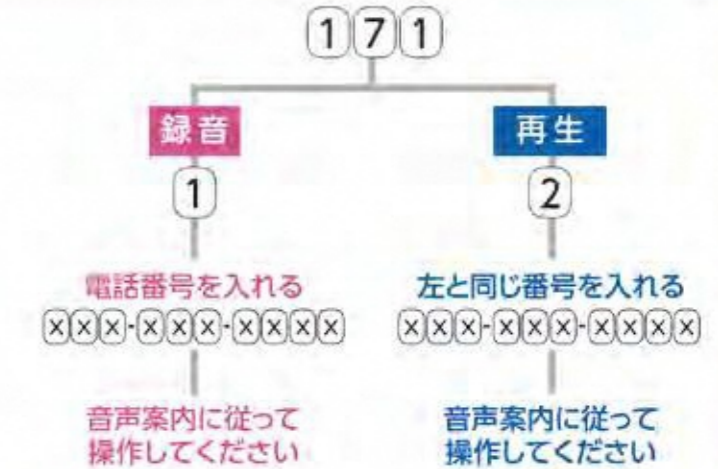 171
録音
再生
1
2
電話番号を入れる
左と同じ番号を入れる
xxx-xxx-xxxx
xxx-xxx-xxxx
音声案内に従って
操作してください
音声案内に従って
操作してください